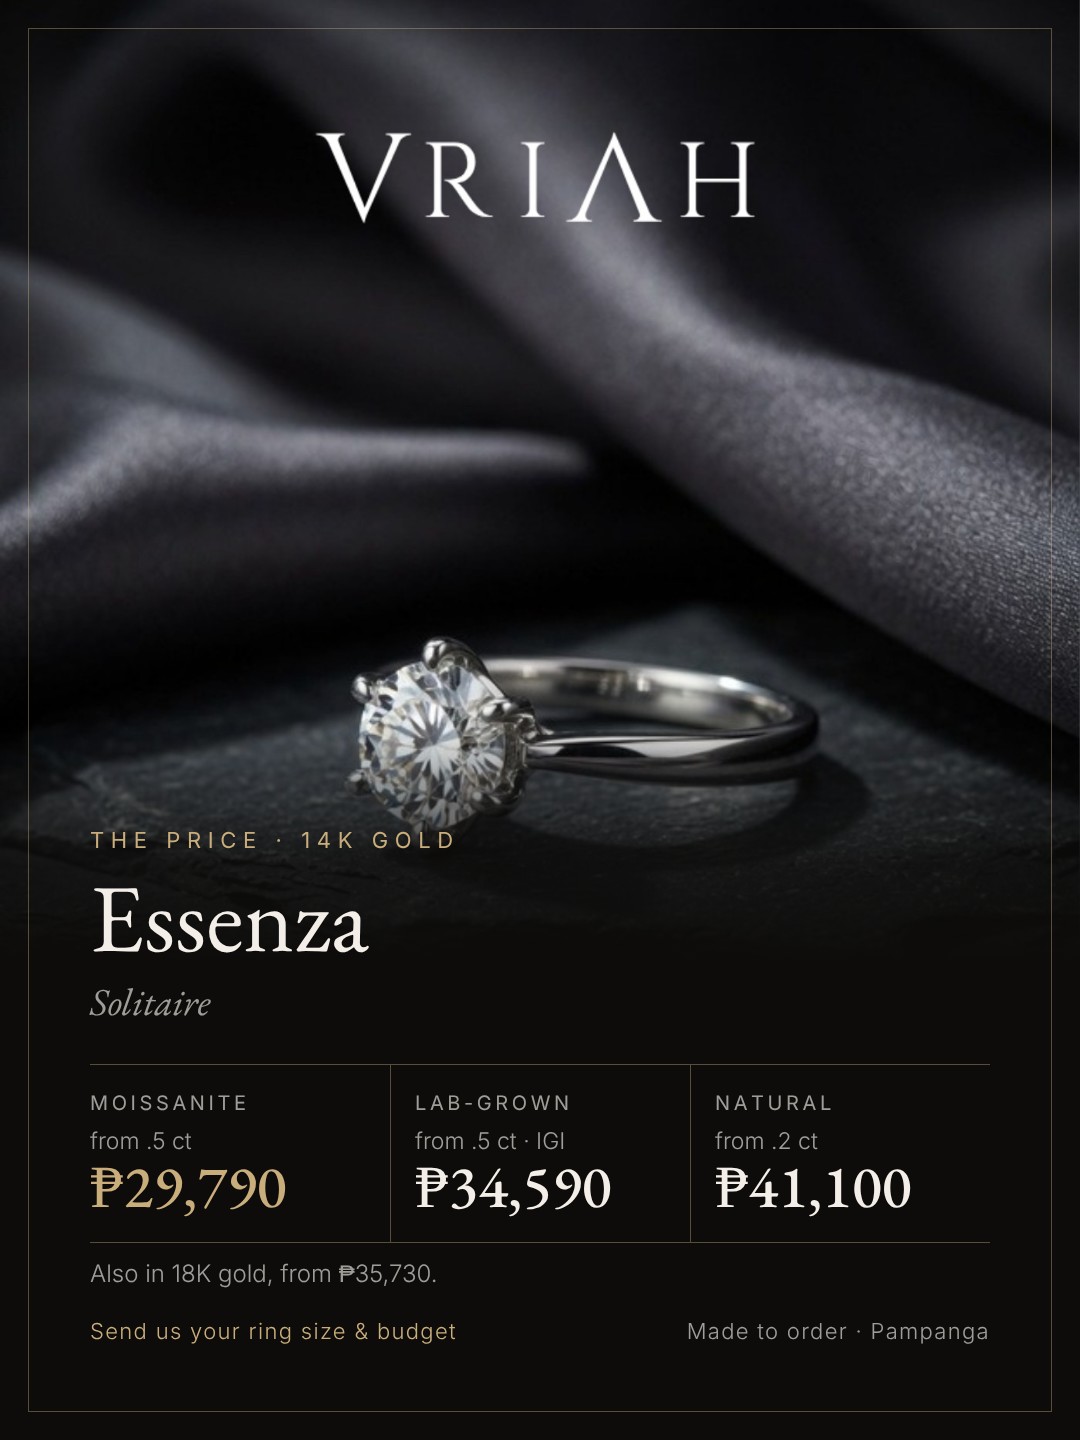 VRIAH
THE PRICE · 14K GOLD
Essenza
Solitaire
MOISSANITE
from .5 ct
₱29,790
LAB-GROWN
from .5 ct · IGI
₱34,590
NATURAL
from .2 ct
₱41,100
Also in 18K gold, from ₱35,730.
Send us your ring size & budget
Made to order · Pampanga